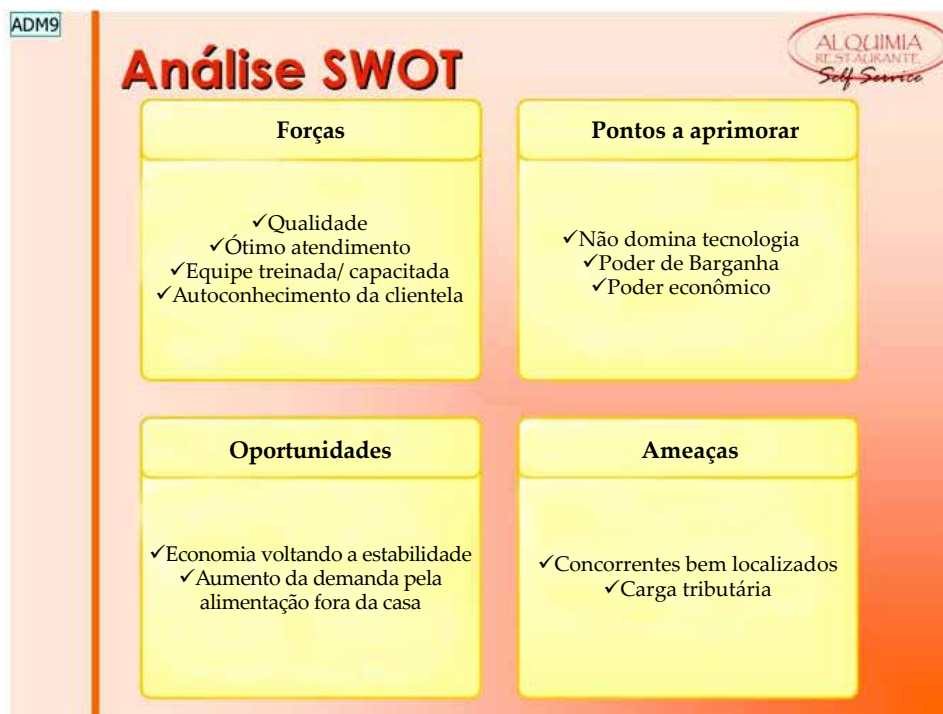 ADM9
Análise SWOT
ALQUIMIA
RESTAURANTE
Self Service
Forças
✓Qualidade
✓Ótimo atendimento
✓Equipe treinada/ capacitada
✓Autoconhecimento da clientela
Pontos a aprimorar
✓Não domina tecnologia
✓Poder de Barganha
✓Poder econômico
Oportunidades
✓Economia voltando a estabilidade
✓Aumento da demanda pela
alimentação fora da casa
Ameaças
✓Concorrentes bem localizados
✓Carga tributária